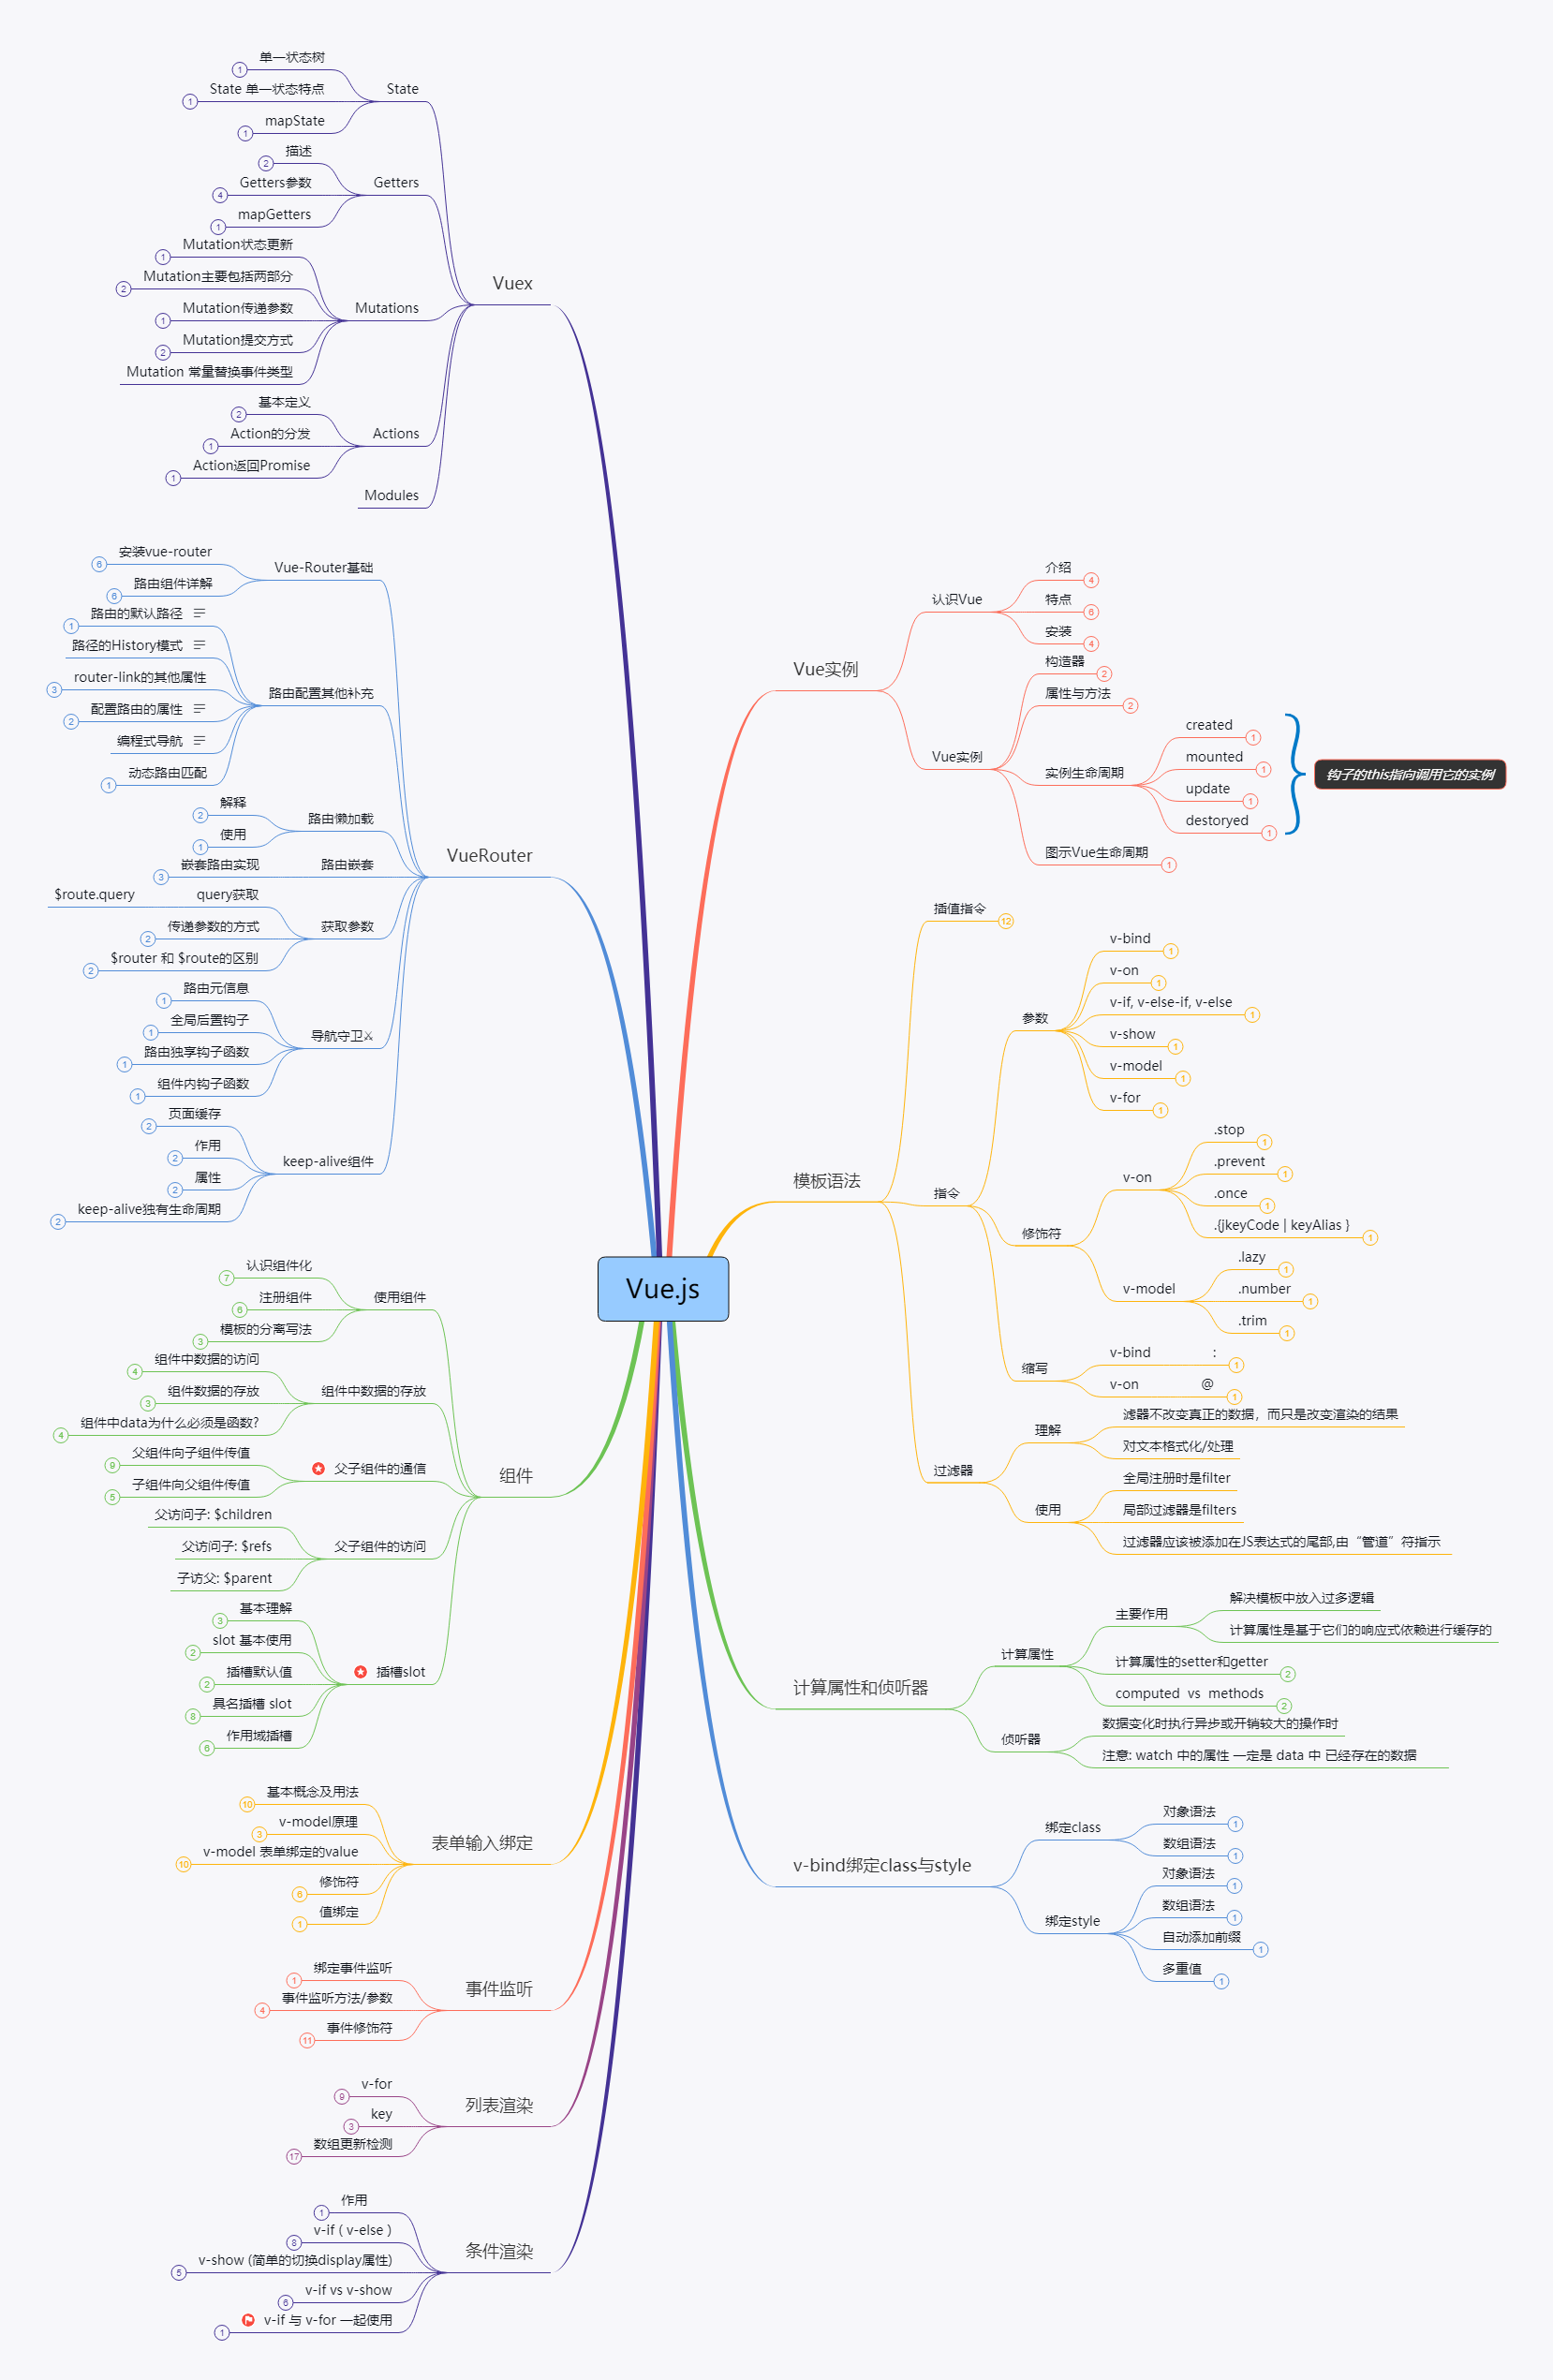 Vue.js
Vue实例
认识Vue
介绍
4
特点
6
安装
4
Vue实例
构造器
2
属性与方法
2
实例生命周期
created
1
mounted
1
update
1
destoryed
1
钩子的this指向调用它的实例
图示Vue生命周期
1
模板语法
插值指令
12
指令
参数
v-bind
1
v-on
1
v-if, v-else-if, v-else
1
v-show
1
v-model
1
v-for
1
修饰符
v-on
.stop
1
.prevent
1
.once
1
.{jkeyCode | keyAlias }
1
v-model
.lazy
1
.number
1
.trim
1
缩写
v-bind :
1
v-on @
1
过滤器
理解
滤器不改变真正的数据，而只是改变渲染的结果
对文本格式化/处理
使用
全局注册时是filter
局部过滤器是filters
过滤器应该被添加在JS表达式的尾部,由“管道”符指示
计算属性和侦听器
计算属性
主要作用
解决模板中放入过多逻辑
计算属性是基于它们的响应式依赖进行缓存的
计算属性的setter和getter
2
computed vs methods
2
侦听器
数据变化时执行异步或开销较大的操作时
注意: watch 中的属性 一定是 data 中 已经存在的数据
v-bind绑定class与style
绑定class
对象语法
1
数组语法
1
绑定style
对象语法
1
数组语法
1
自动添加前缀
1
多重值
1
Vuex
State
单一状态树
1
State 单一状态特点
1
mapState
1
Getters
描述
2
Getters参数
4
mapGetters
1
Mutations
Mutation状态更新
1
Mutation主要包括两部分
2
Mutation传递参数
1
Mutation提交方式
2
Mutation 常量替换事件类型
Actions
基本定义
2
Action的分发
1
Action返回Promise
1
Modules
VueRouter
Vue-Router基础
安装vue-router
6
路由组件详解
6
路由配置其他补充
路由的默认路径
1
路径的History模式
router-link的其他属性
3
配置路由的属性
2
编程式导航
动态路由匹配
1
路由懒加载
解释
2
使用
1
路由嵌套
嵌套路由实现
3
获取参数
query获取
$route.query
传递参数的方式
2
$router 和 $route的区别
2
导航守卫⚔
路由元信息
1
全局后置钩子
1
路由独享钩子函数
1
组件内钩子函数
1
keep-alive组件
页面缓存
2
作用
2
属性
2
keep-alive独有生命周期
2
组件
使用组件
认识组件化
7
注册组件
6
模板的分离写法
3
组件中数据的存放
组件中数据的访问
4
组件数据的存放
3
组件中data为什么必须是函数?
4
父子组件的通信
父组件向子组件传值
9
子组件向父组件传值
5
父子组件的访问
父访问子: $children
父访问子: $refs
子访父: $parent
插槽slot
基本理解
3
slot 基本使用
2
插槽默认值
2
具名插槽 slot
8
作用域插槽
6
表单输入绑定
基本概念及用法
10
v-model原理
3
v-model 表单绑定的value
10
修饰符
6
值绑定
1
事件监听
绑定事件监听
1
事件监听方法/参数
4
事件修饰符
11
列表渲染
v-for
9
key
3
数组更新检测
17
条件渲染
作用
1
v-if ( v-else )
8
v-show (简单的切换display属性)
5
v-if vs v-show
6
v-if 与 v-for 一起使用
1